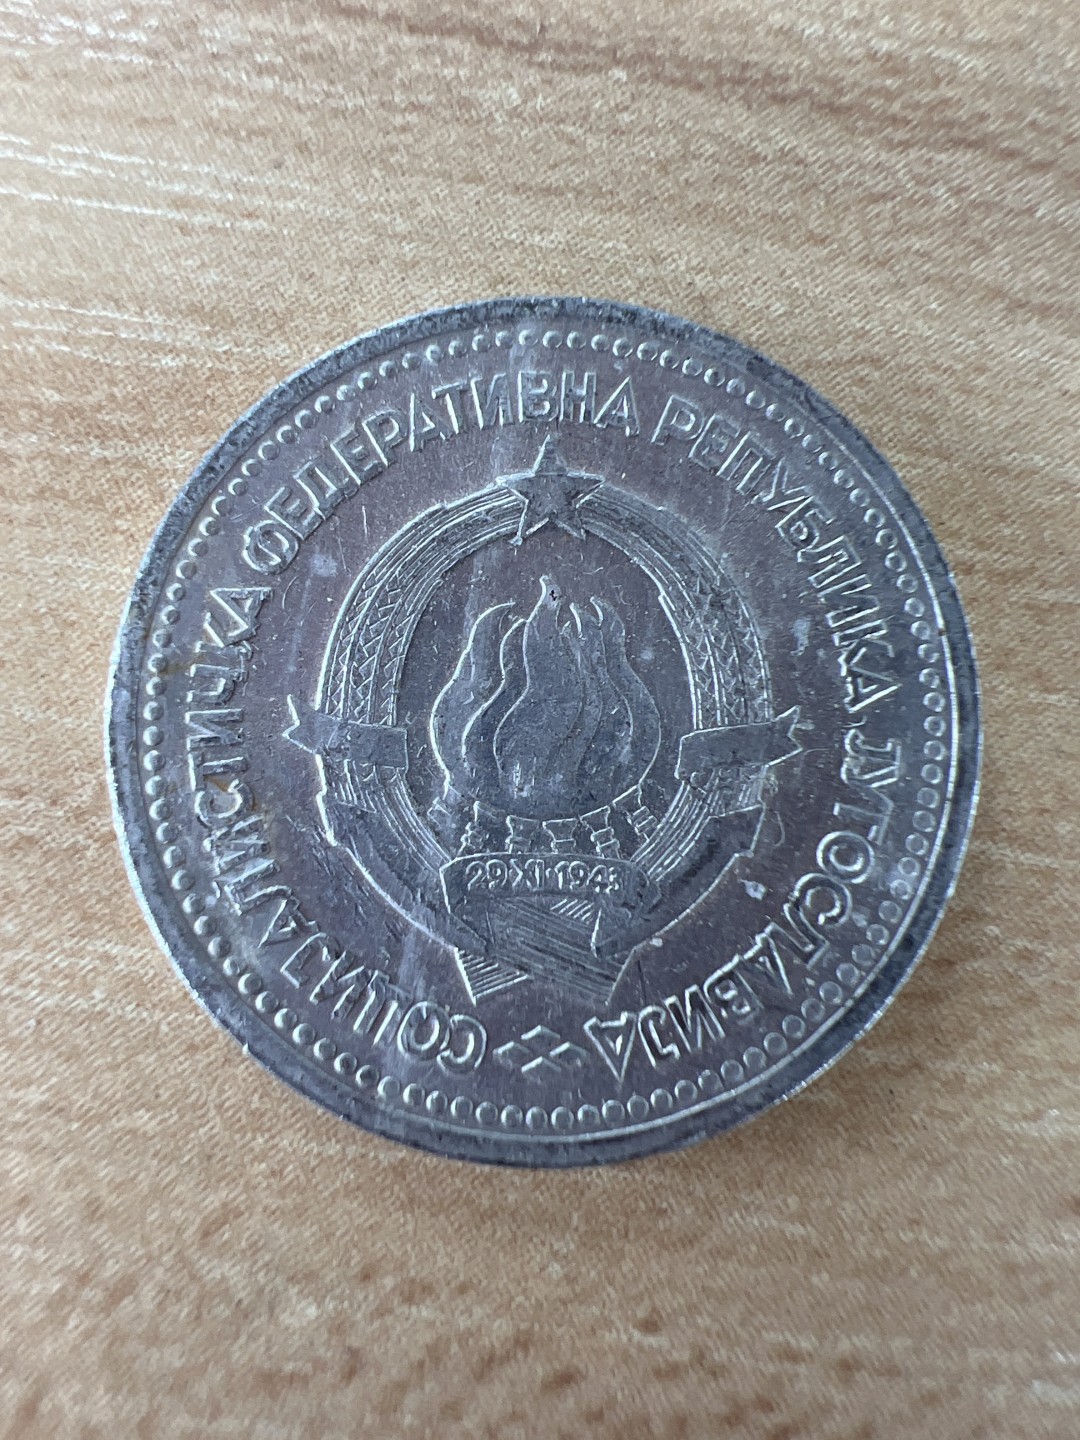 СОЦИЈАЛИСТИЧКА ФЕДЕРАТИВНА РЕПУБЛИКА ЈУГОСЛАВИЈА
29·XI·1943